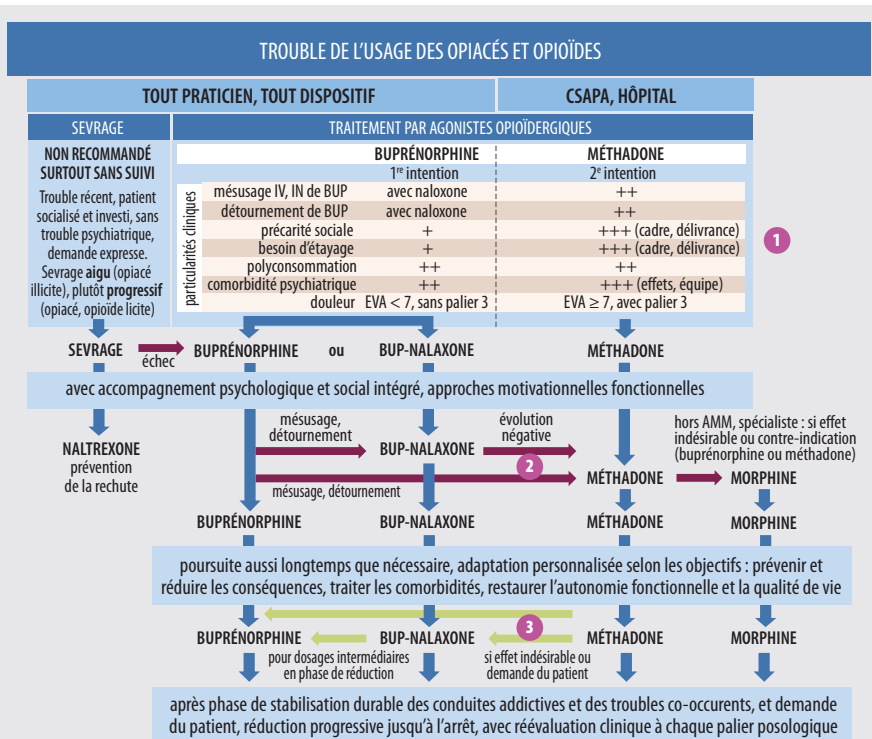 TROUBLE DE L'USAGE DES OPIACÉS ET OPIOÏDES
TOUT PRATICIEN, TOUT DISPOSITIF
CSAPA, HÔPITAL
SEVRAGE
TRAITEMENT PAR AGONISTES OPIOÏDERGIQUES
NON RECOMMANDÉ
SURTOUT SANS SUIVI
Trouble récent, patient
socialisé et investi, sans
trouble psychiatrique,
demande expresse.
Sevrage aigu (opiacé
illicite), plutôt progressif
(opiacé, opioïde licite)
particularités cliniques
BUPRÉNORPHINE MÉTHADONE
1re intention 2e intention
mésusage IV, IN de BUP avec naloxone ++
détournement de BUP avec naloxone ++
précarité sociale + +++ (cadre, délivrance)
besoin d'étayage + +++ (cadre, délivrance)
polyconsommation ++ ++
comorbidité psychiatrique ++ +++ (effets, équipe)
douleur EVA < 7, sans palier 3 EVA ≥ 7, avec palier 3
1
SEVRAGE échec BUPRÉNORPHINE ou BUP-NALAXONE MÉTHADONE
avec accompagnement psychologique et social intégré, approches motivationnelles fonctionnelles
NALTREXONE
prévention
de la rechute
mésusage,
détournement
BUP-NALAXONE
évolution
négative
2
hors AMM, spécialiste : si effet
indésirable ou contre-indication
(buprénorphine ou méthadone)
mésusage, détournement
MÉTHADONE MORPHINE
BUPRÉNORPHINE BUP-NALAXONE MÉTHADONE MORPHINE
poursuite aussi longtemps que nécessaire, adaptation personnalisée selon les objectifs : prévenir et
réduire les conséquences, traiter les comorbidités, restaurer l'autonomie fonctionnelle et la qualité de vie
3
BUPRÉNORPHINE BUP-NALAXONE MÉTHADONE MORPHINE
pour dosages intermédiaires
en phase de réduction
si effet indésirable ou
demande du patient
après phase de stabilisation durable des conduites addictives et des troubles co-occurents, et demande
du patient, réduction progressive jusqu'à l'arrêt, avec réévaluation clinique à chaque palier posologique